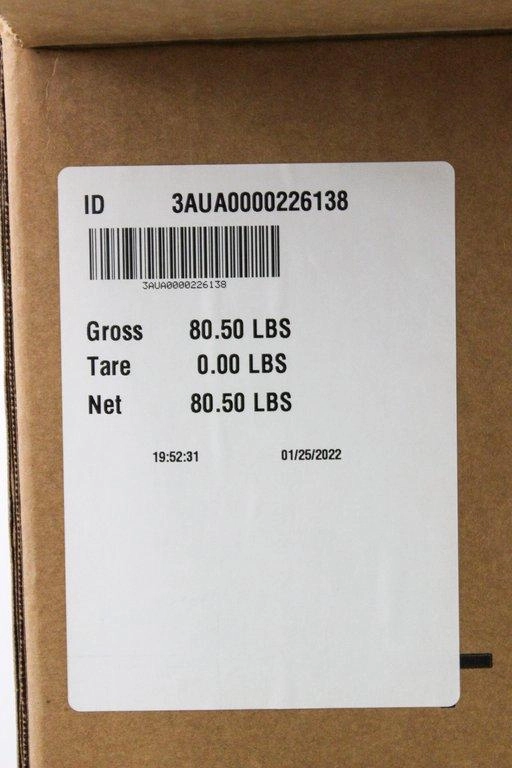 ID 3AUA0000226138
3AUA0000226138
Gross 80.50 LBS
Tare 0.00 LBS
Net 80.50 LBS
19:52:31 01/25/2022